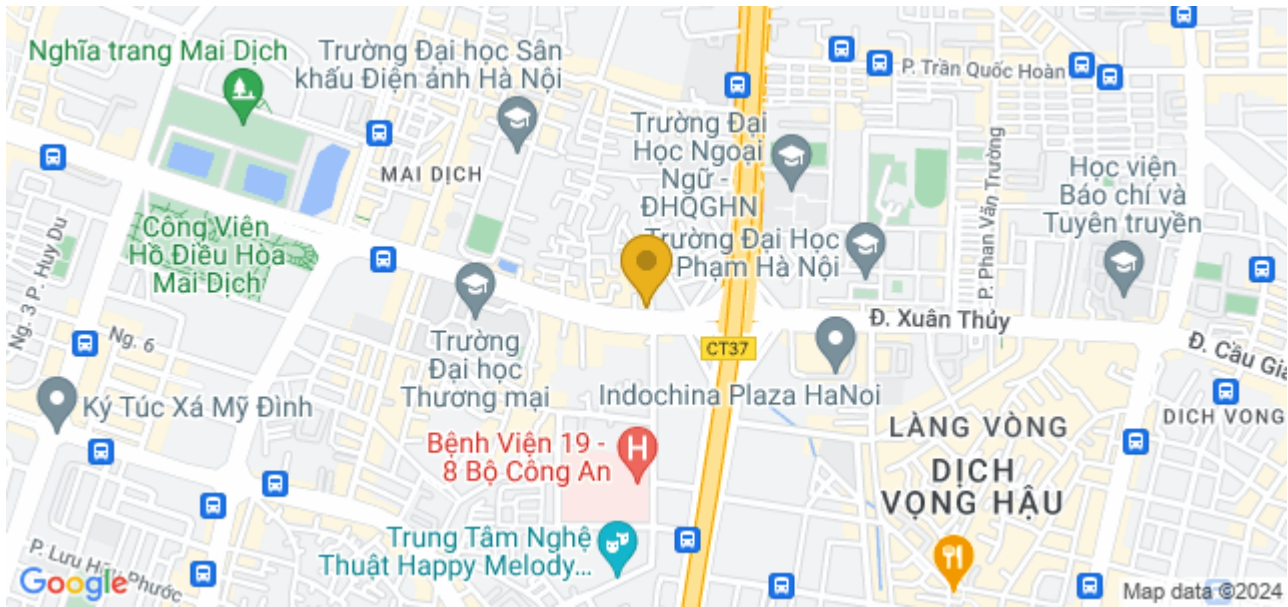 Nghĩa trang Mai Dịch
Trường Đại học Sân
khấu Điện ảnh Hà Nội
P. Trần Quốc Hoàn
Trường Đại
Học Ngoại
Ngữ -
ĐHQGHN
MAI DỊCH
P. Phan Văn Trường
Học viện
Báo chí và
Tuyên truyền
Công Viên
Hồ Điều Hòa
Mai Dịch
Ng. 3 P. Huy Du
Trường Đại Học
Phạm Hà Nội
Đ. Xuân Thủy
Ng. 6
Trường
Đại học
Thương mại
CT37
Đ. Cầu Giấ
Indochina Plaza HaNoi
Ký Túc Xá Mỹ Đình
DICH VONG
LÀNG VÒNG
Bệnh Viện 19 -
8 Bộ Công An
H
DỊCH
VỌNG HẬU
Trung Tâm Nghệ
Thuật Happy Melody...
P. Lưu Hữu Phước
Google
Map data ©2024